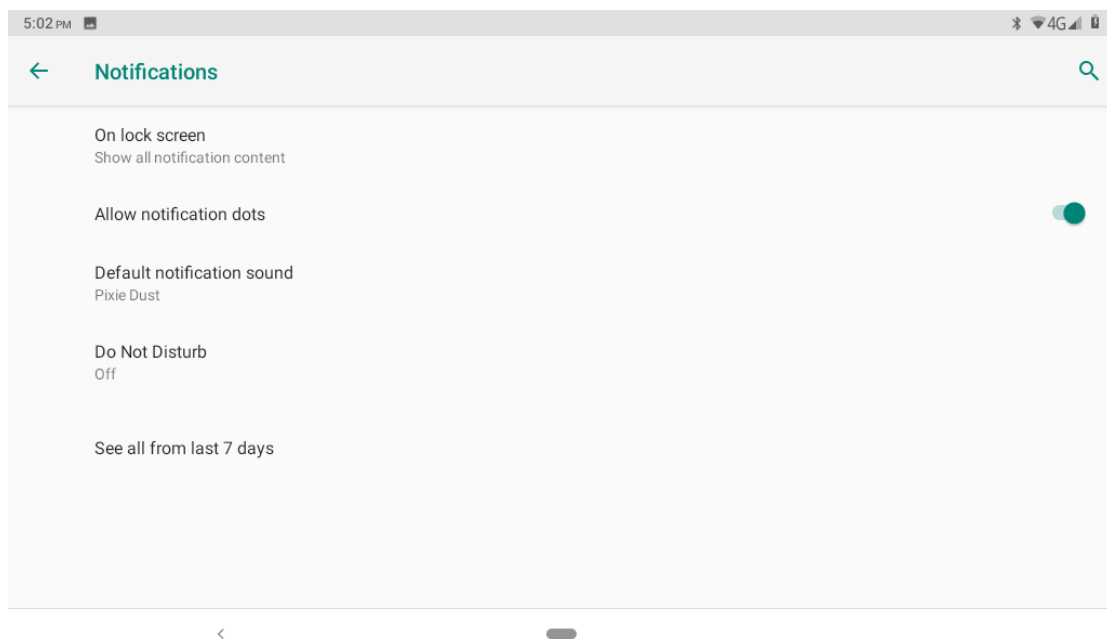 5:02 PM 4G
Notifications
On lock screen
Show all notification content
Allow notification dots
Default notification sound
Pixie Dust
Do Not Disturb
Off
See all from last 7 days